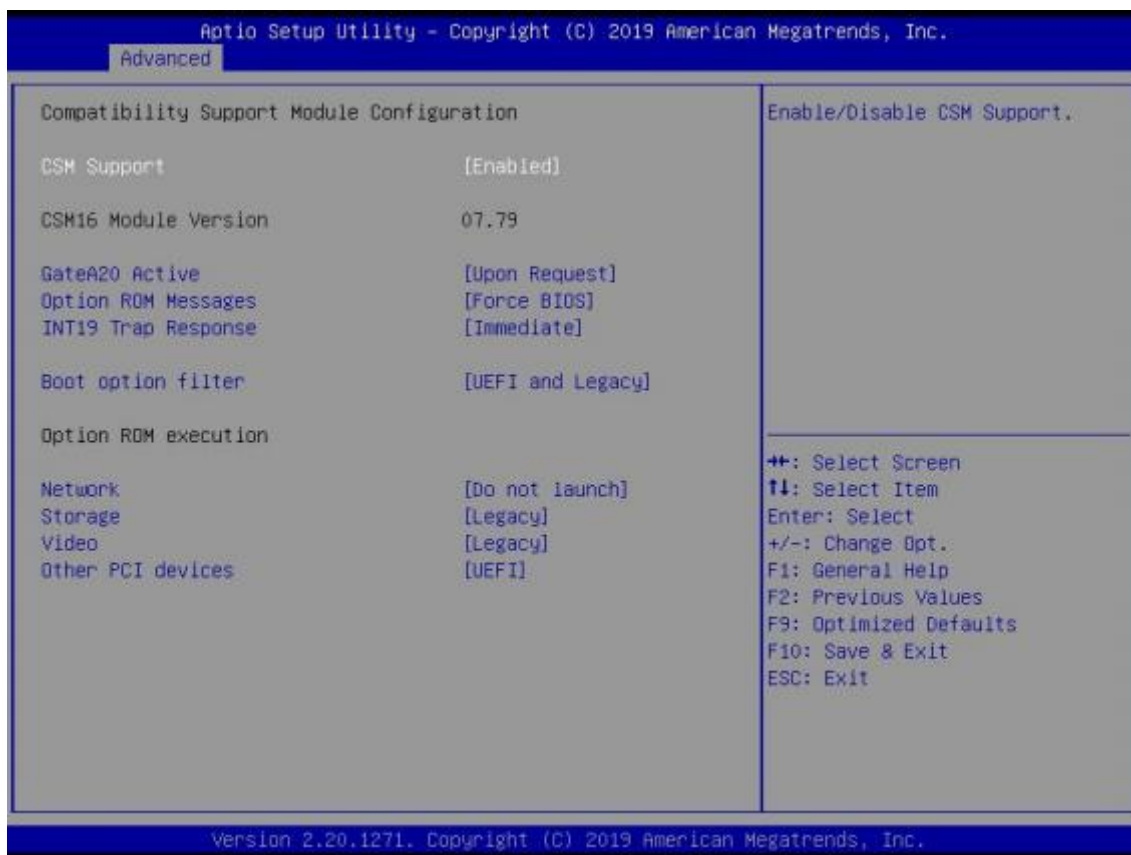 Aptio Setup Utility - Copyright (C) 2019 American Megatrends, Inc.
Advanced
Compatibility Support Module Configuration
CSM Support [Enabled]
CSM16 Module Version 07.79
GateA20 Active [Upon Request]
Option ROM Messages [Force BIOS]
INT19 Trap Response [Immediate]
Boot option filter [UEFI and Legacy]
Option ROM execution
Network [Do not launch]
Storage [Legacy]
Video [Legacy]
Other PCI devices [UEFI]
Enable/Disable CSM Support.
→←: Select Screen
↑↓: Select Item
Enter: Select
+/-: Change Opt.
F1: General Help
F2: Previous Values
F9: Optimized Defaults
F10: Save & Exit
ESC: Exit
Version 2.20.1271. Copyright (C) 2019 American Megatrends, Inc.